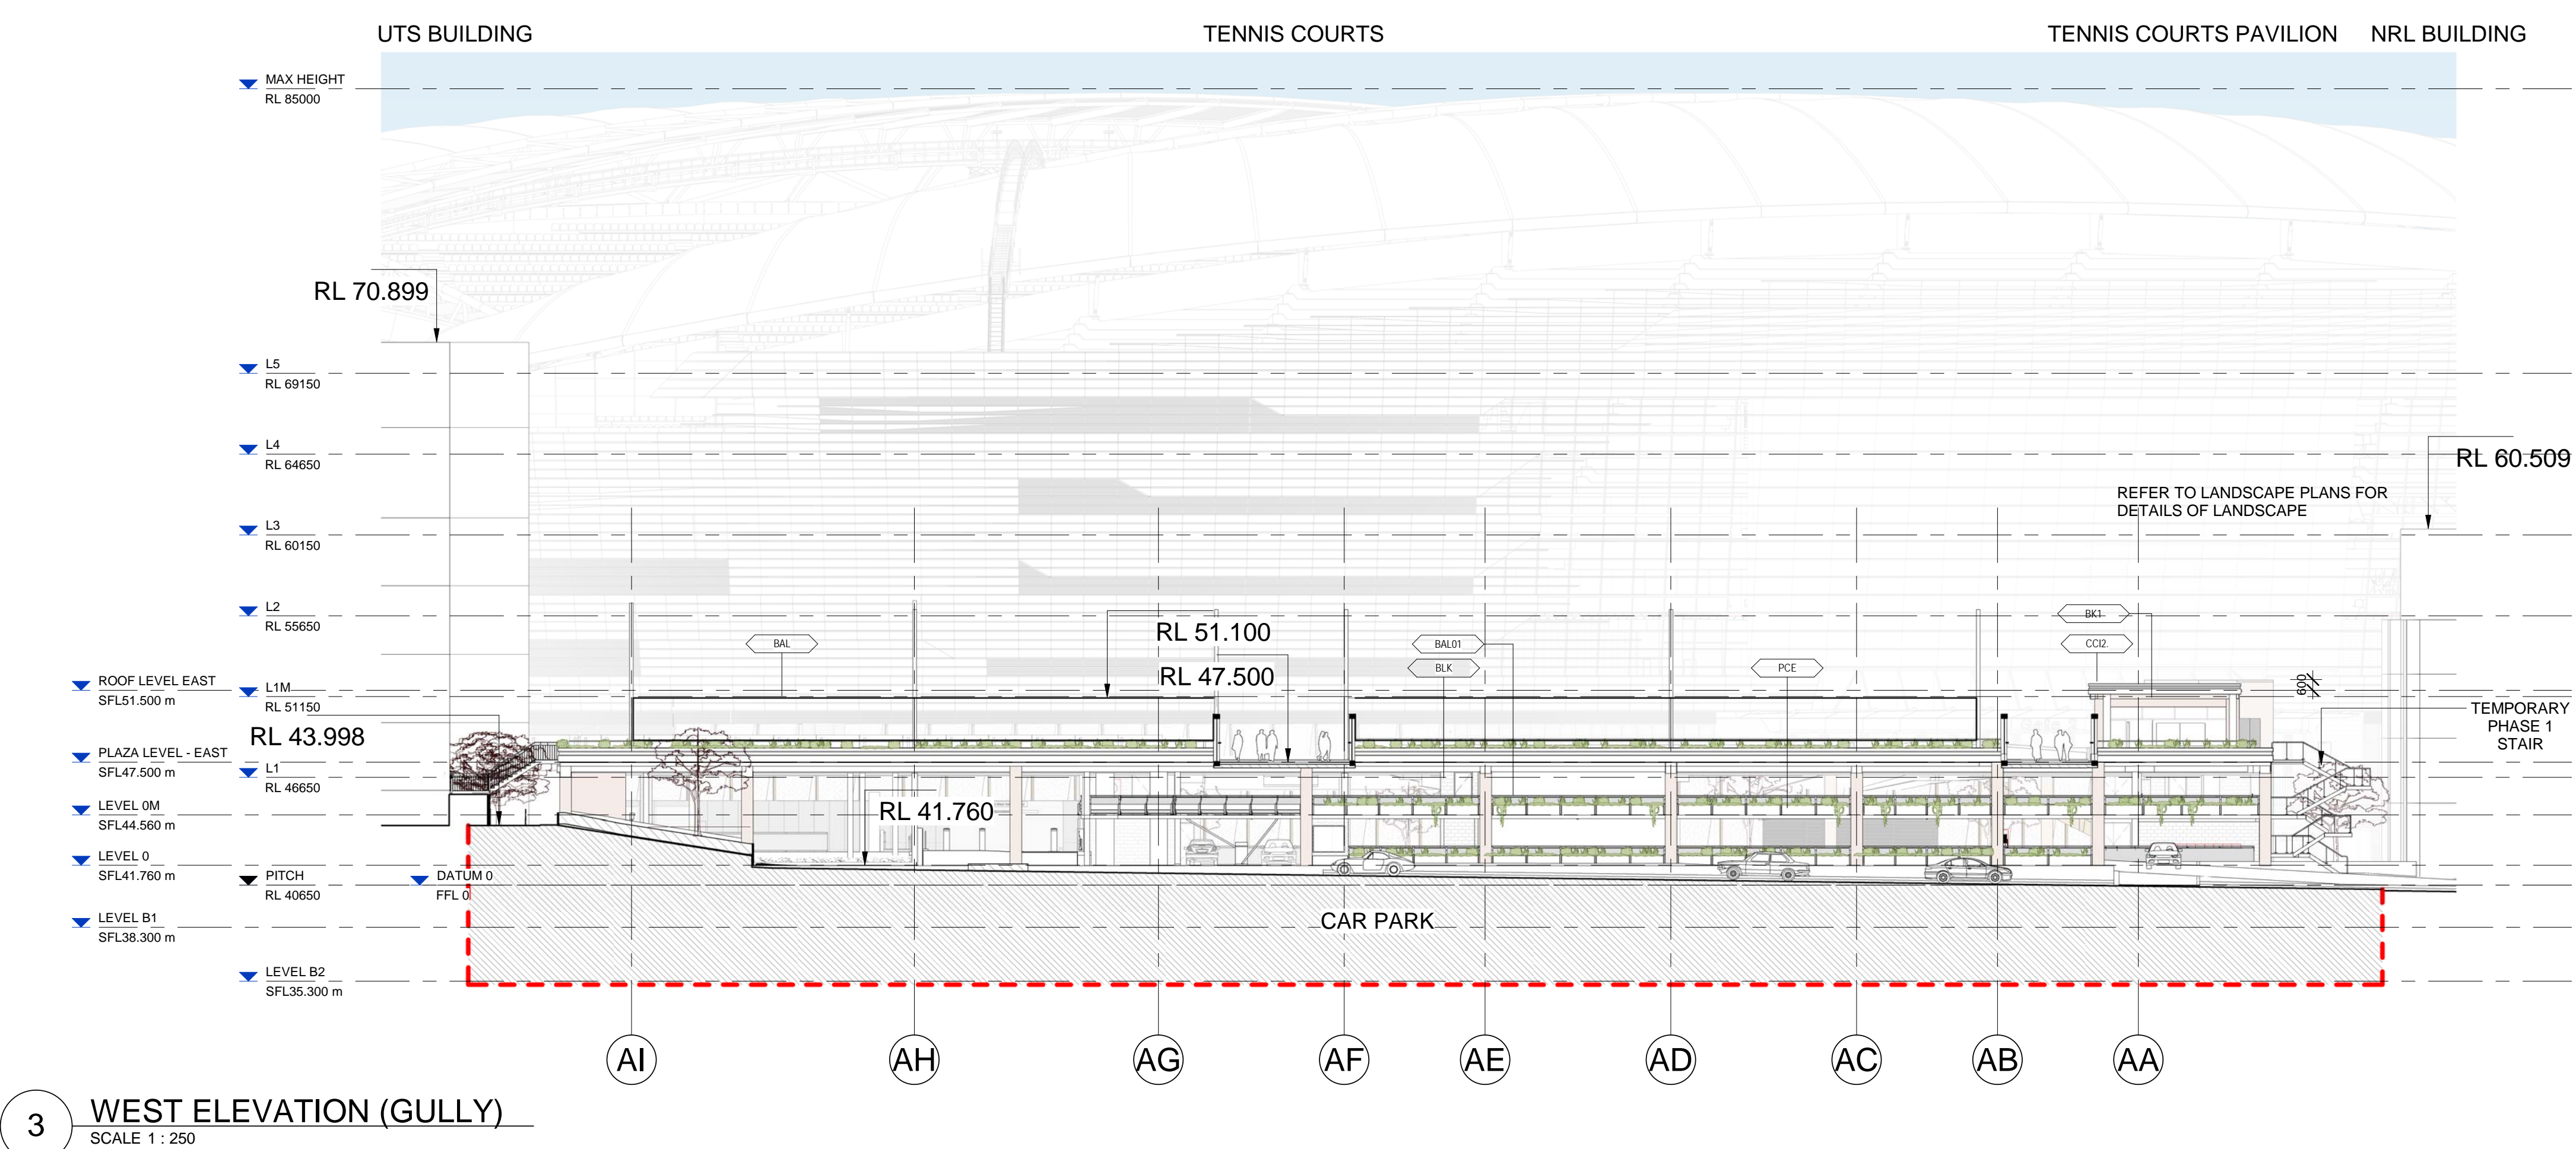 UTS BUILDING
TENNIS COURTS
TENNIS COURTS PAVILION
NRL BUILDING
MAX HEIGHT
RL 85000
RL 70.899
L5
RL 69150
L4
RL 64650
RL 60.509
REFER TO LANDSCAPE PLANS FOR
DETAILS OF LANDSCAPE
L3
RL 60150
L2
RL 55650
BK1
RL 51.100
BAL
BAL01
CCI2.
BLK
PCE
RL 47.500
ROOF LEVEL EAST
SFL51.500 m
L1M
RL 51150
600
TEMPORARY
PHASE 1
STAIR
RL 43.998
PLAZA LEVEL - EAST
SFL47.500 m
L1
RL 46650
LEVEL 0M
SFL44.560 m
RL 41.760
LEVEL 0
SFL41.760 m
PITCH
RL 40650
DATUM 0
FFL 0
LEVEL B1
SFL38.300 m
CAR PARK
LEVEL B2
SFL35.300 m
AI
AH
AG
AF
AE
AD
AC
AB
AA
3
WEST ELEVATION (GULLY)
SCALE 1 : 250